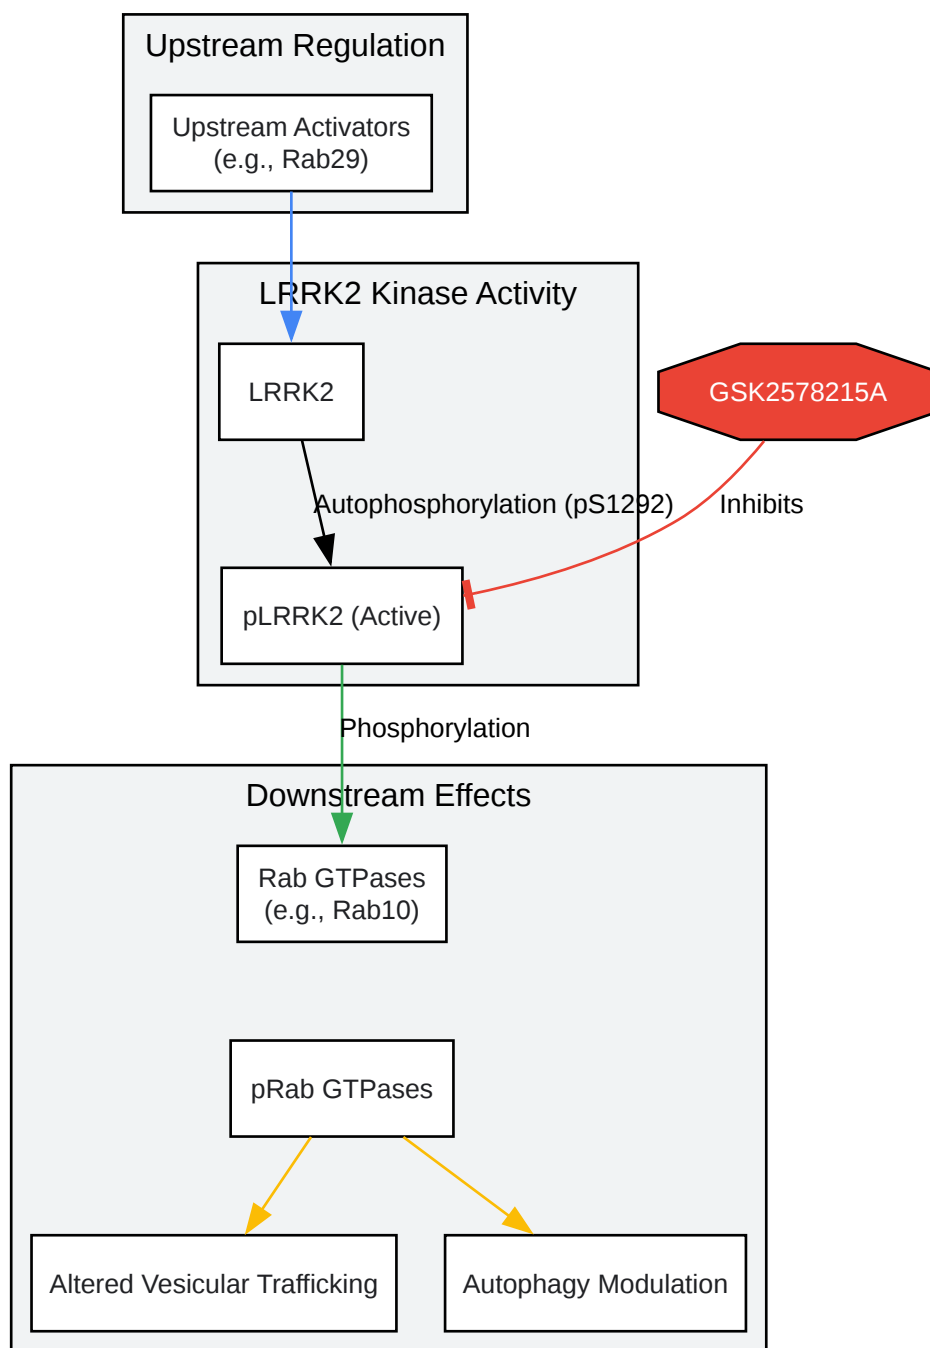 Upstream Regulation
Upstream Activators
(e.g., Rab29)
LRRK2 Kinase Activity
LRRK2
GSK2578215A
Autophosphorylation (pS1292)
Inhibits
pLRRK2 (Active)
Phosphorylation
Downstream Effects
Rab GTPases
(e.g., Rab10)
pRab GTPases
Altered Vesicular Trafficking
Autophagy Modulation